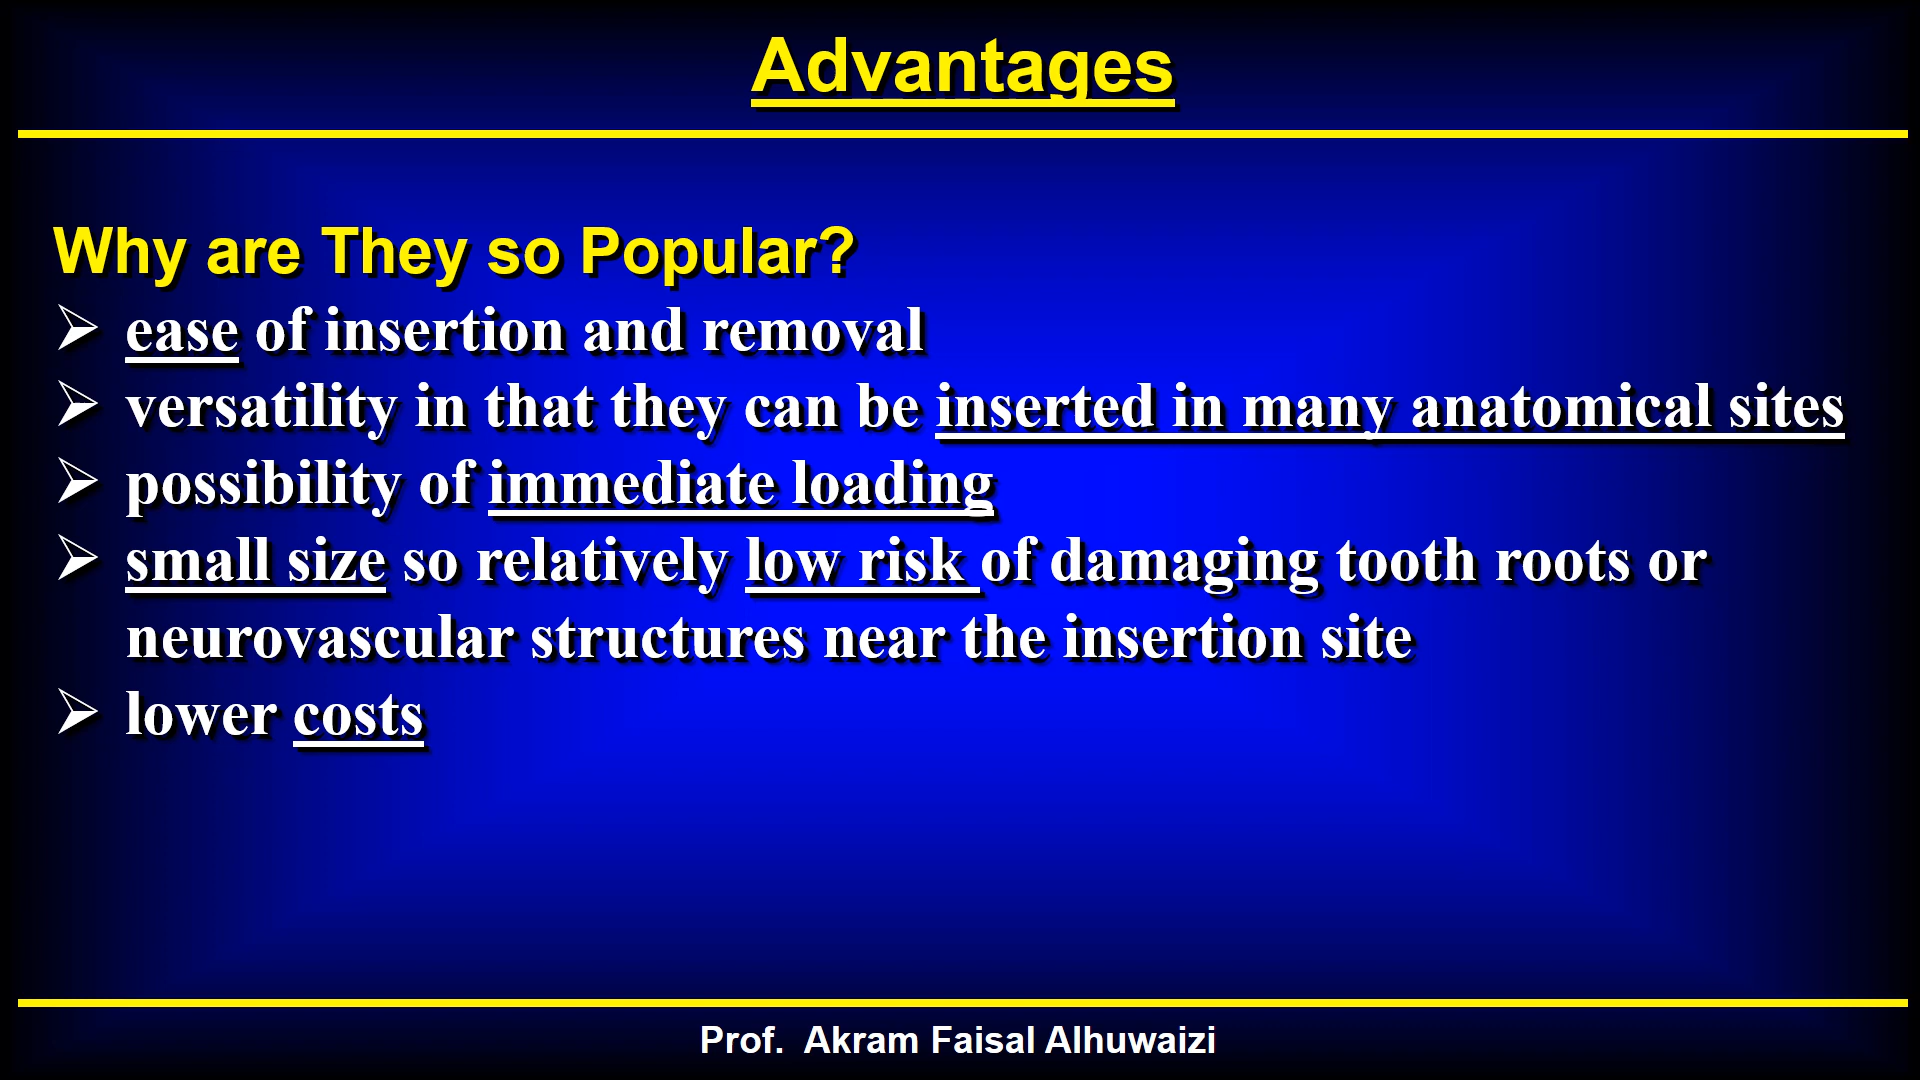 Advantages
Why are They so Popular?
➢ ease of insertion and removal
➢ versatility in that they can be inserted in many anatomical sites
➢ possibility of immediate loading
➢ small size so relatively low risk of damaging tooth roots or
neurovascular structures near the insertion site
➢ lower costs
Prof.  Akram Faisal Alhuwaizi